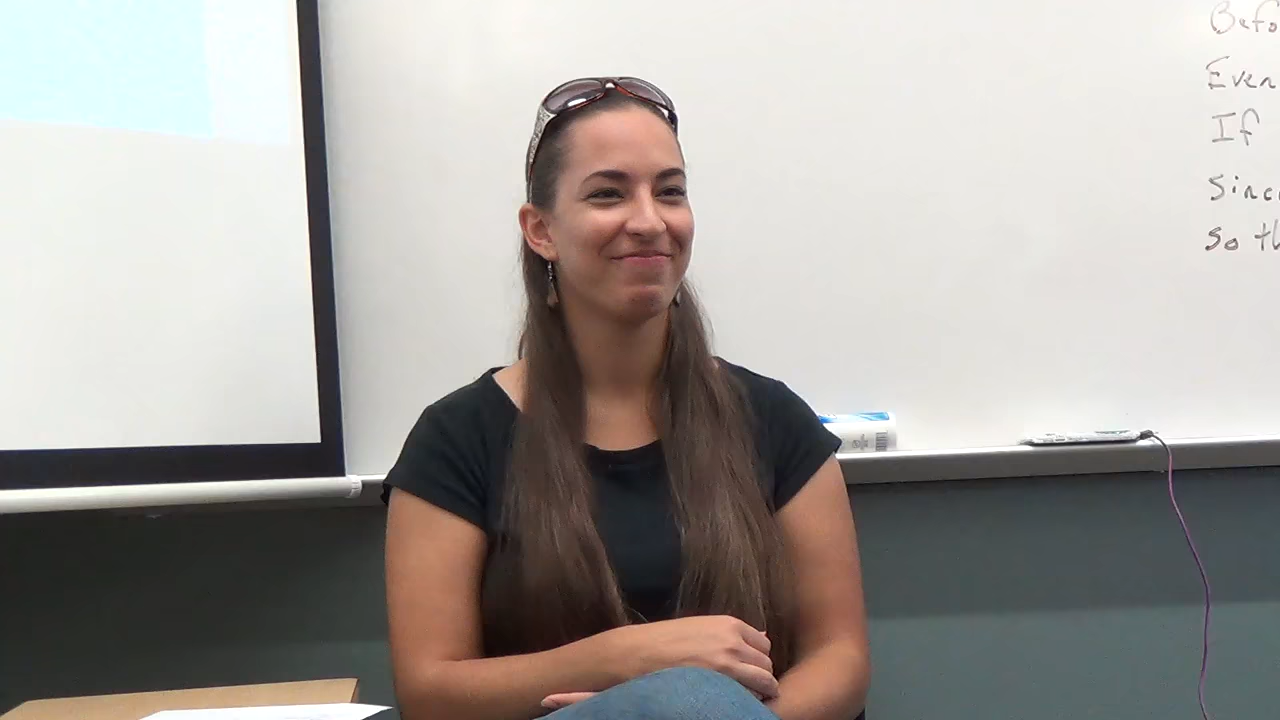 Befo
Even
If
Sinc
so th